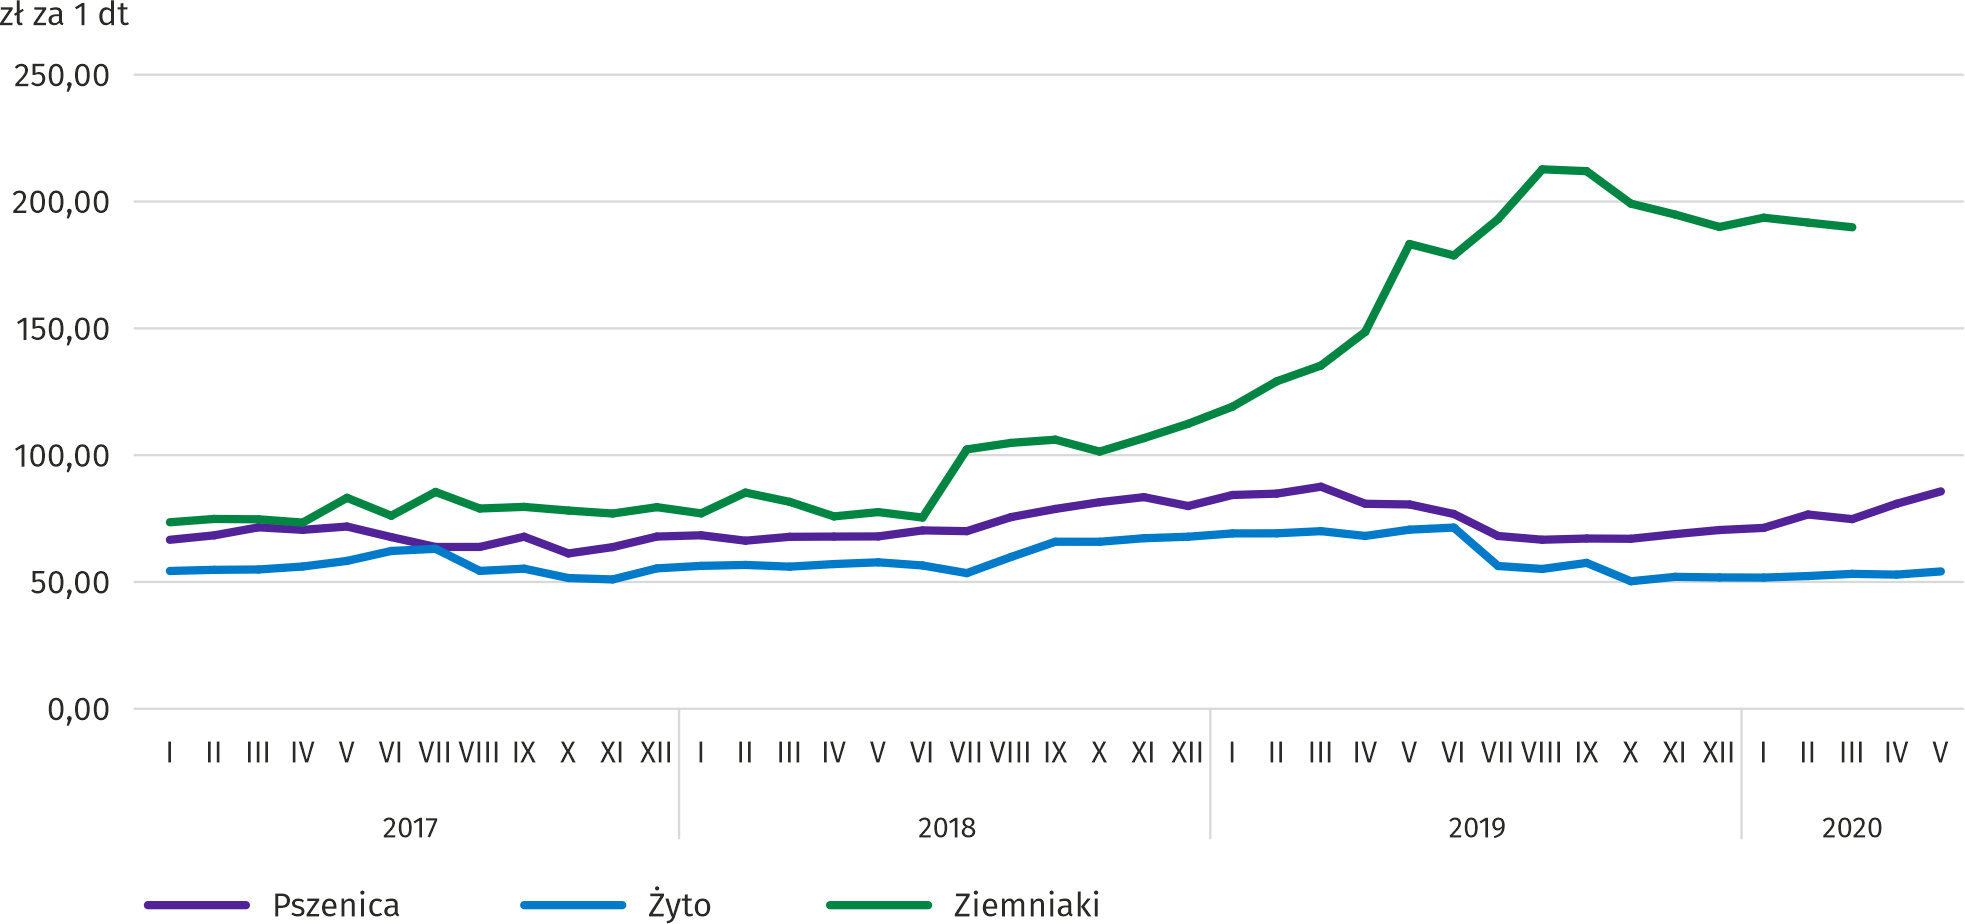 zł za 1 dt
250,00
200,00
150,00
100,00
50,00
0,00
I II III IV V VI VII VIII IX X XI XII I II III IV V VI VII VIII IX X XI XII I II III IV V VI VII VIII IX X XI XII I II III IV V
2017 2018 2019 2020
Pszenica Żyto Ziemniaki